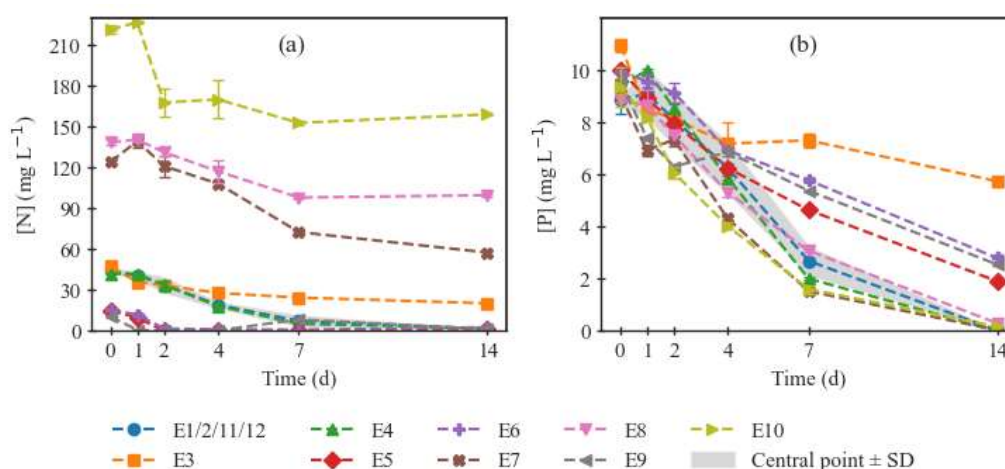 (a)
[N] (mg L⁻¹)
210
180
150
120
90
60
30
0
0 1 2 4 7 14
Time (d)
(b)
[P] (mg L⁻¹)
10
8
6
4
2
0
0 1 2 4 7 14
Time (d)
E1/2/11/12 E4 E6 E8 E10
E3 E5 E7 E9 Central point ± SD